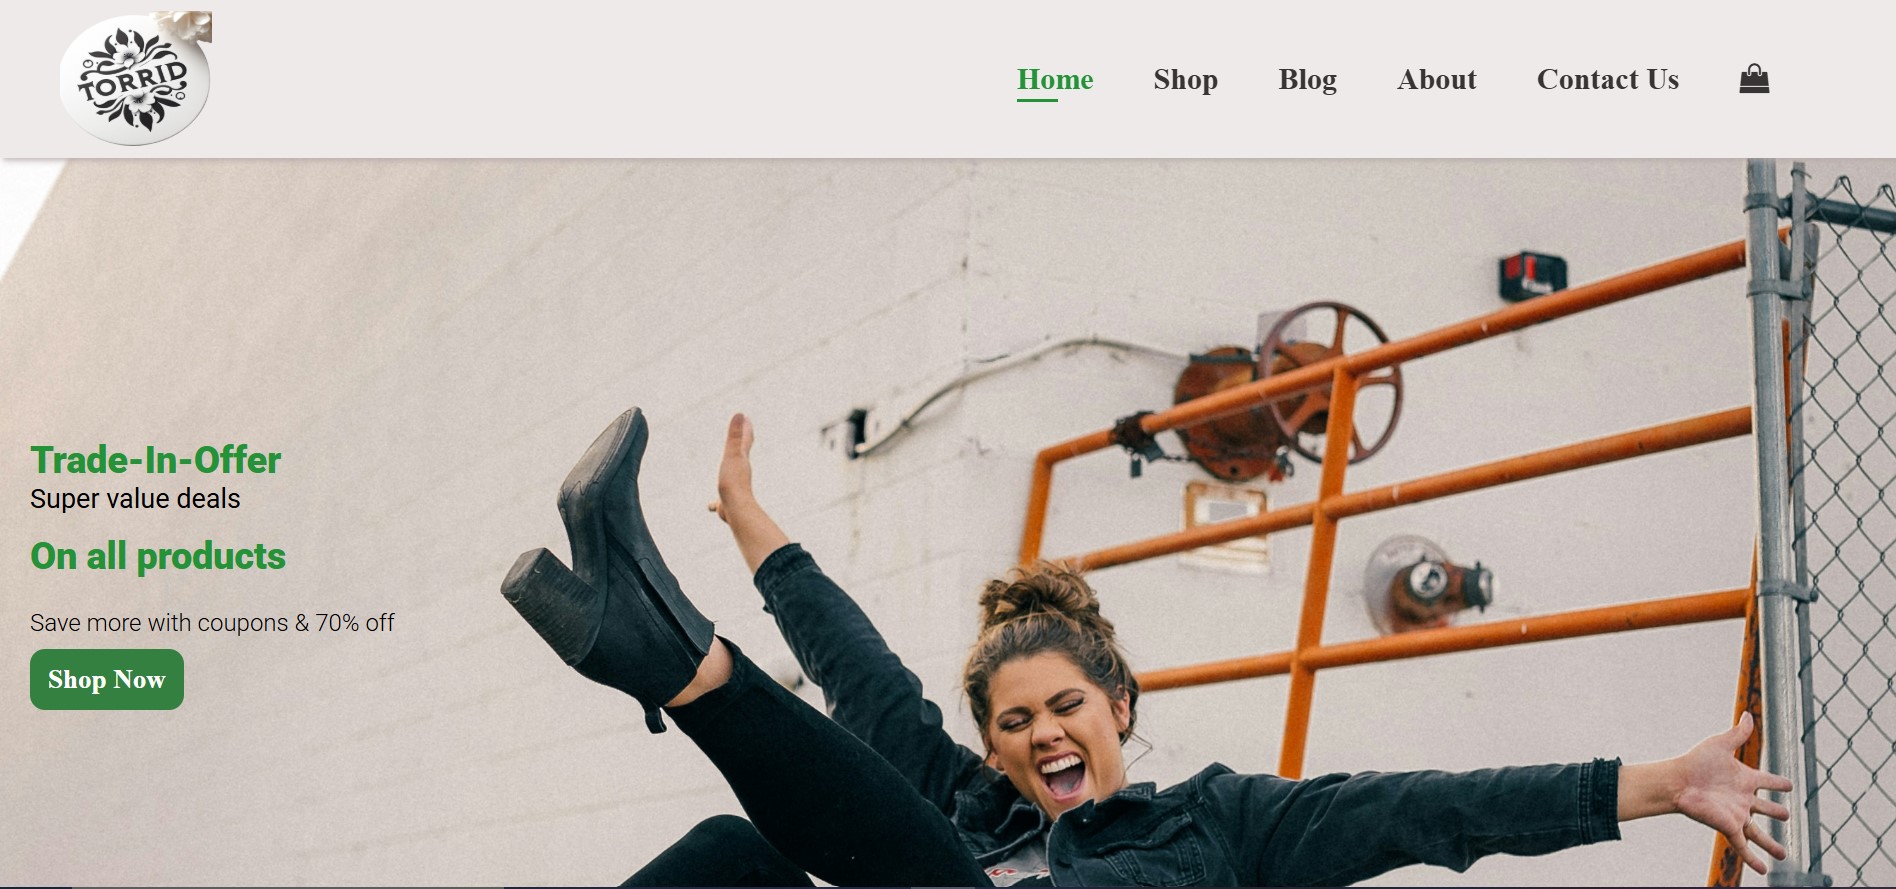 TORRID
Home Shop Blog About Contact Us
Trade-In-Offer
Super value deals
On all products
Save more with coupons & 70% off
Shop Now